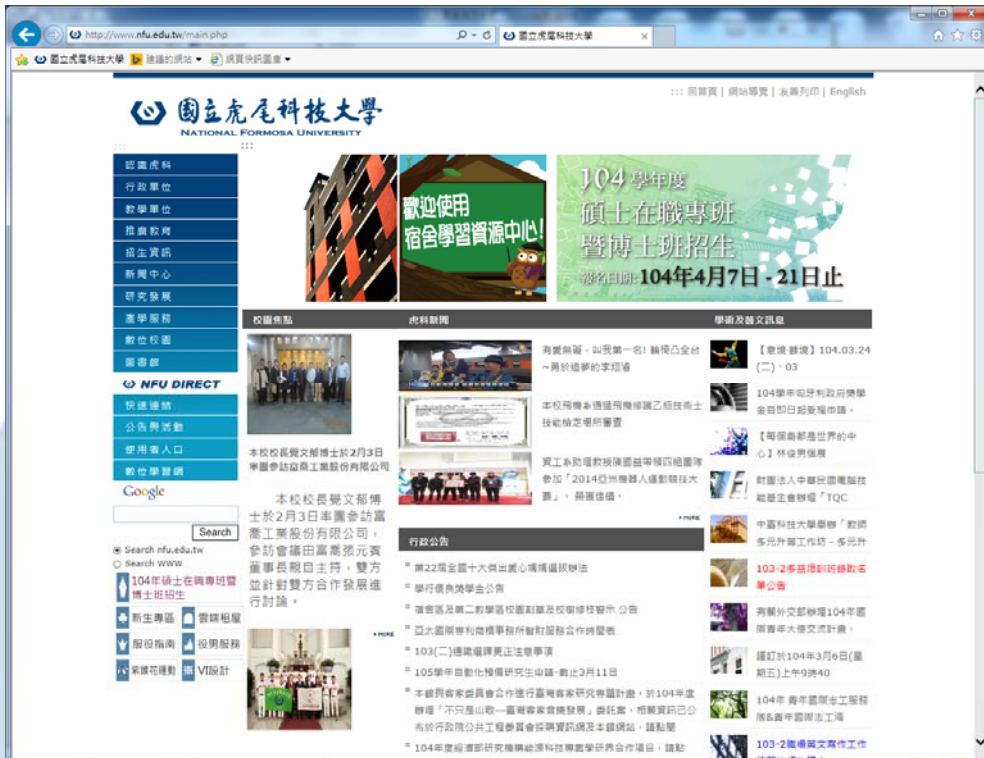 http://www.nfu.edu.tw/main.php
國立虎尾科技大學
國立虎尾科技大學
建議的網站
網頁快訊圖庫
::: 回首頁 | 網站導覽 | 友善列印 | English
國立虎尾科技大學
NATIONAL FORMOSA UNIVERSITY
認識虎科
行政單位
教學單位
推廣教育
招生資訊
新聞中心
研究發展
產學服務
數位校園
圖書館
NFU DIRECT
快速連結
公告與活動
使用者入口
數位學習網
Google
Search
Search nfu.edu.tw
Search WWW
104年碩士在職專班暨
博士班招生
新生專區
雲端租屋
服役指南
役男服務
紫錐花運動
VI設計
歡迎使用
宿舍學習資源中心!
104 學年度
碩士在職專班
暨博士班招生
報名日期:104年4月7日 - 21日止
校園焦點
本校校長覺文郁博士於2月3日
率團參訪富喬工業股份有限公司
本校校長覺文郁博
士於2月3日率團參訪富
喬工業股份有限公司,
參訪會議由富喬張元賓
董事長親自主持,雙方
並針對雙方合作發展進
行討論。
MORE
虎科新聞
有愛無礙,叫我第一名! 輪椅凸全台
~勇於追夢的李翊睿
本校飛機系通過飛機修護乙級技術士
技能檢定場所審查
資工系助理教授陳國益帶領四組團隊
參加「2014亞洲機器人運動競技大
賽」,榮獲佳績。
MORE
行政公告
第22屆全國十大傑出愛心媽媽選拔辦法
學行優良獎學金公告
宿舍區及第二教學區校園割草及校樹修枝警示 公告
亞太國際專利商標事務所智財服務合作時間表
103(二)通識選課更正注意事項
105學年自動化預備研究生申請-截止3月11日
本館與客家委員會合作進行臺灣客家研究專題計畫,於104年度
辦理「不只是山歌—臺灣客家音樂發展」委託案,相關資訊已公
布於行政院公共工程委員會採購資訊網及本館網站,請點閱
104年度經濟部研究機構能源科技專案學研界合作項目,請點
學術及藝文訊息
【意境‧藝境】104.03.24
(二)、03
104學年匈牙利政府獎學
金自即日起受理申請。
【每個島都是世界的中
心】林俊男個展
財團法人中華民國電腦技
能基金會辦理「TQC
中臺科技大學舉辦「教師
多元升等工作坊-多元升
103-2多益培訓班錄取名
單公告
有關外交部辦理104年國
際青年大使交流計畫,
謹訂於104年3月6日(星
期五)上午9時40
104年 青年國際志工服務
隊&青年國際志工海
103-2職場英文寫作工作